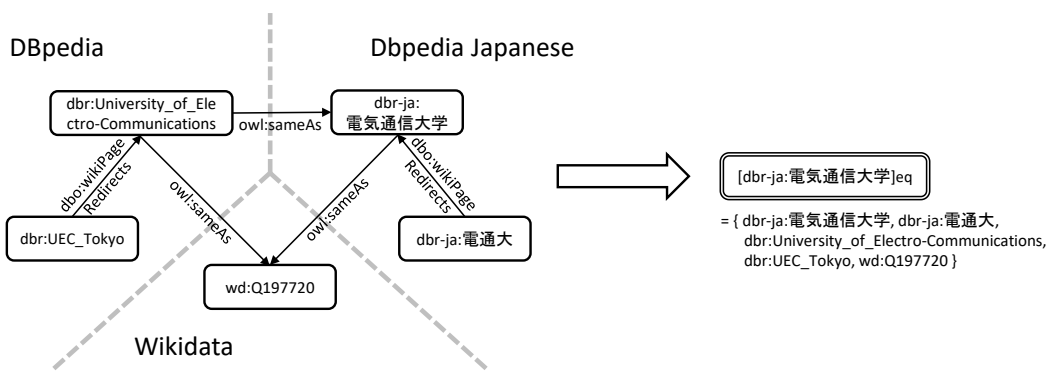 DBpedia
Dbpedia Japanese
dbr:University_of_Ele
ctro-Communications
owl:sameAs
dbr-ja:
電気通信大学
dbo:wikiPage
Redirects
owl:sameAs
owl:sameAs
dbo:wikiPage
Redirects
dbr:UEC_Tokyo
dbr-ja:電通大
wd:Q197720
Wikidata
[dbr-ja:電気通信大学]eq
= { dbr-ja:電気通信大学, dbr-ja:電通大,
dbr:University_of_Electro-Communications,
dbr:UEC_Tokyo, wd:Q197720 }